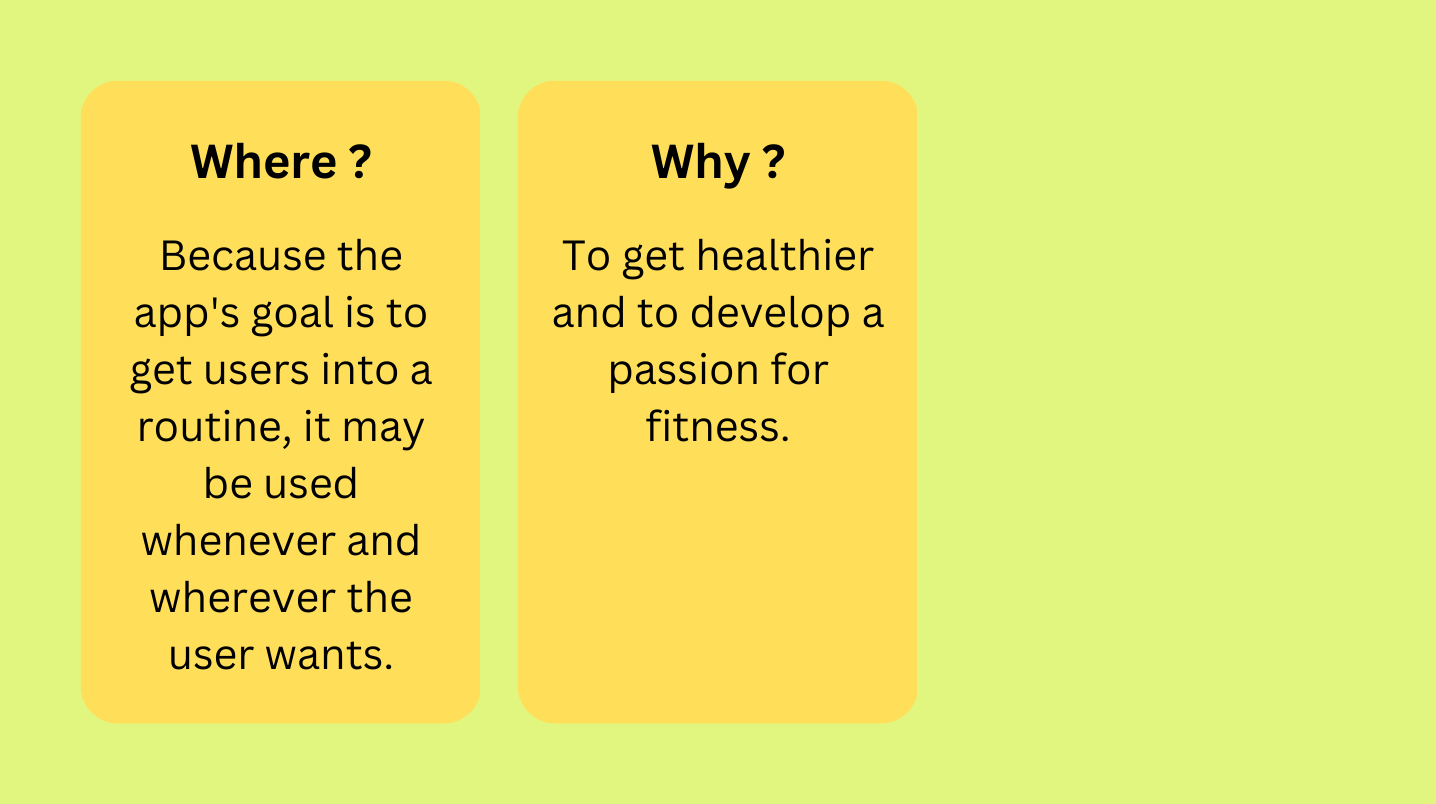 Where ?
Because the
app's goal is to
get users into a
routine, it may
be used
whenever and
wherever the
user wants.
Why ?
To get healthier
and to develop a
passion for
fitness.